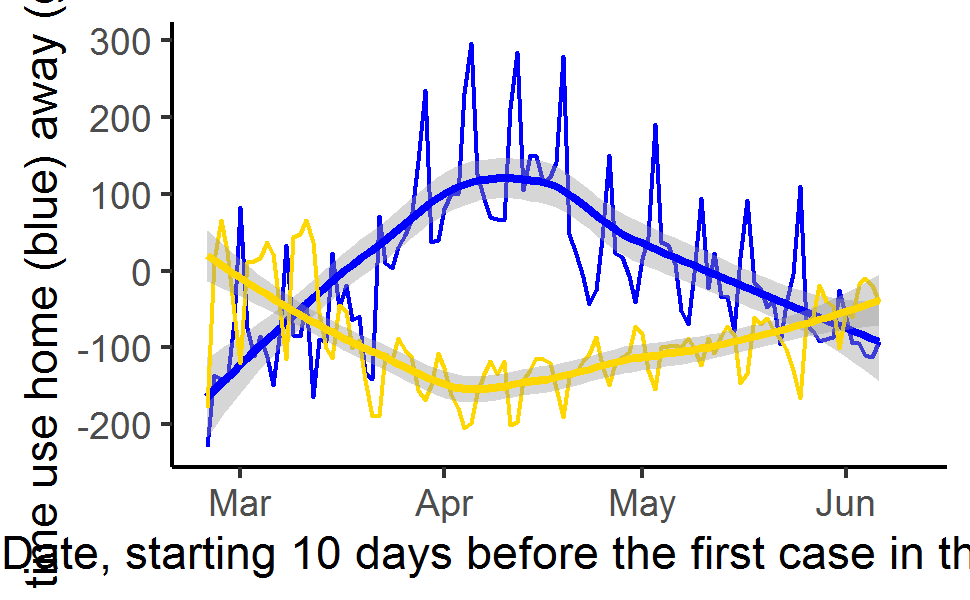 time use home (blue) away (
300
200
100
0
-100
-200
Mar Apr May Jun
Date, starting 10 days before the first case in th